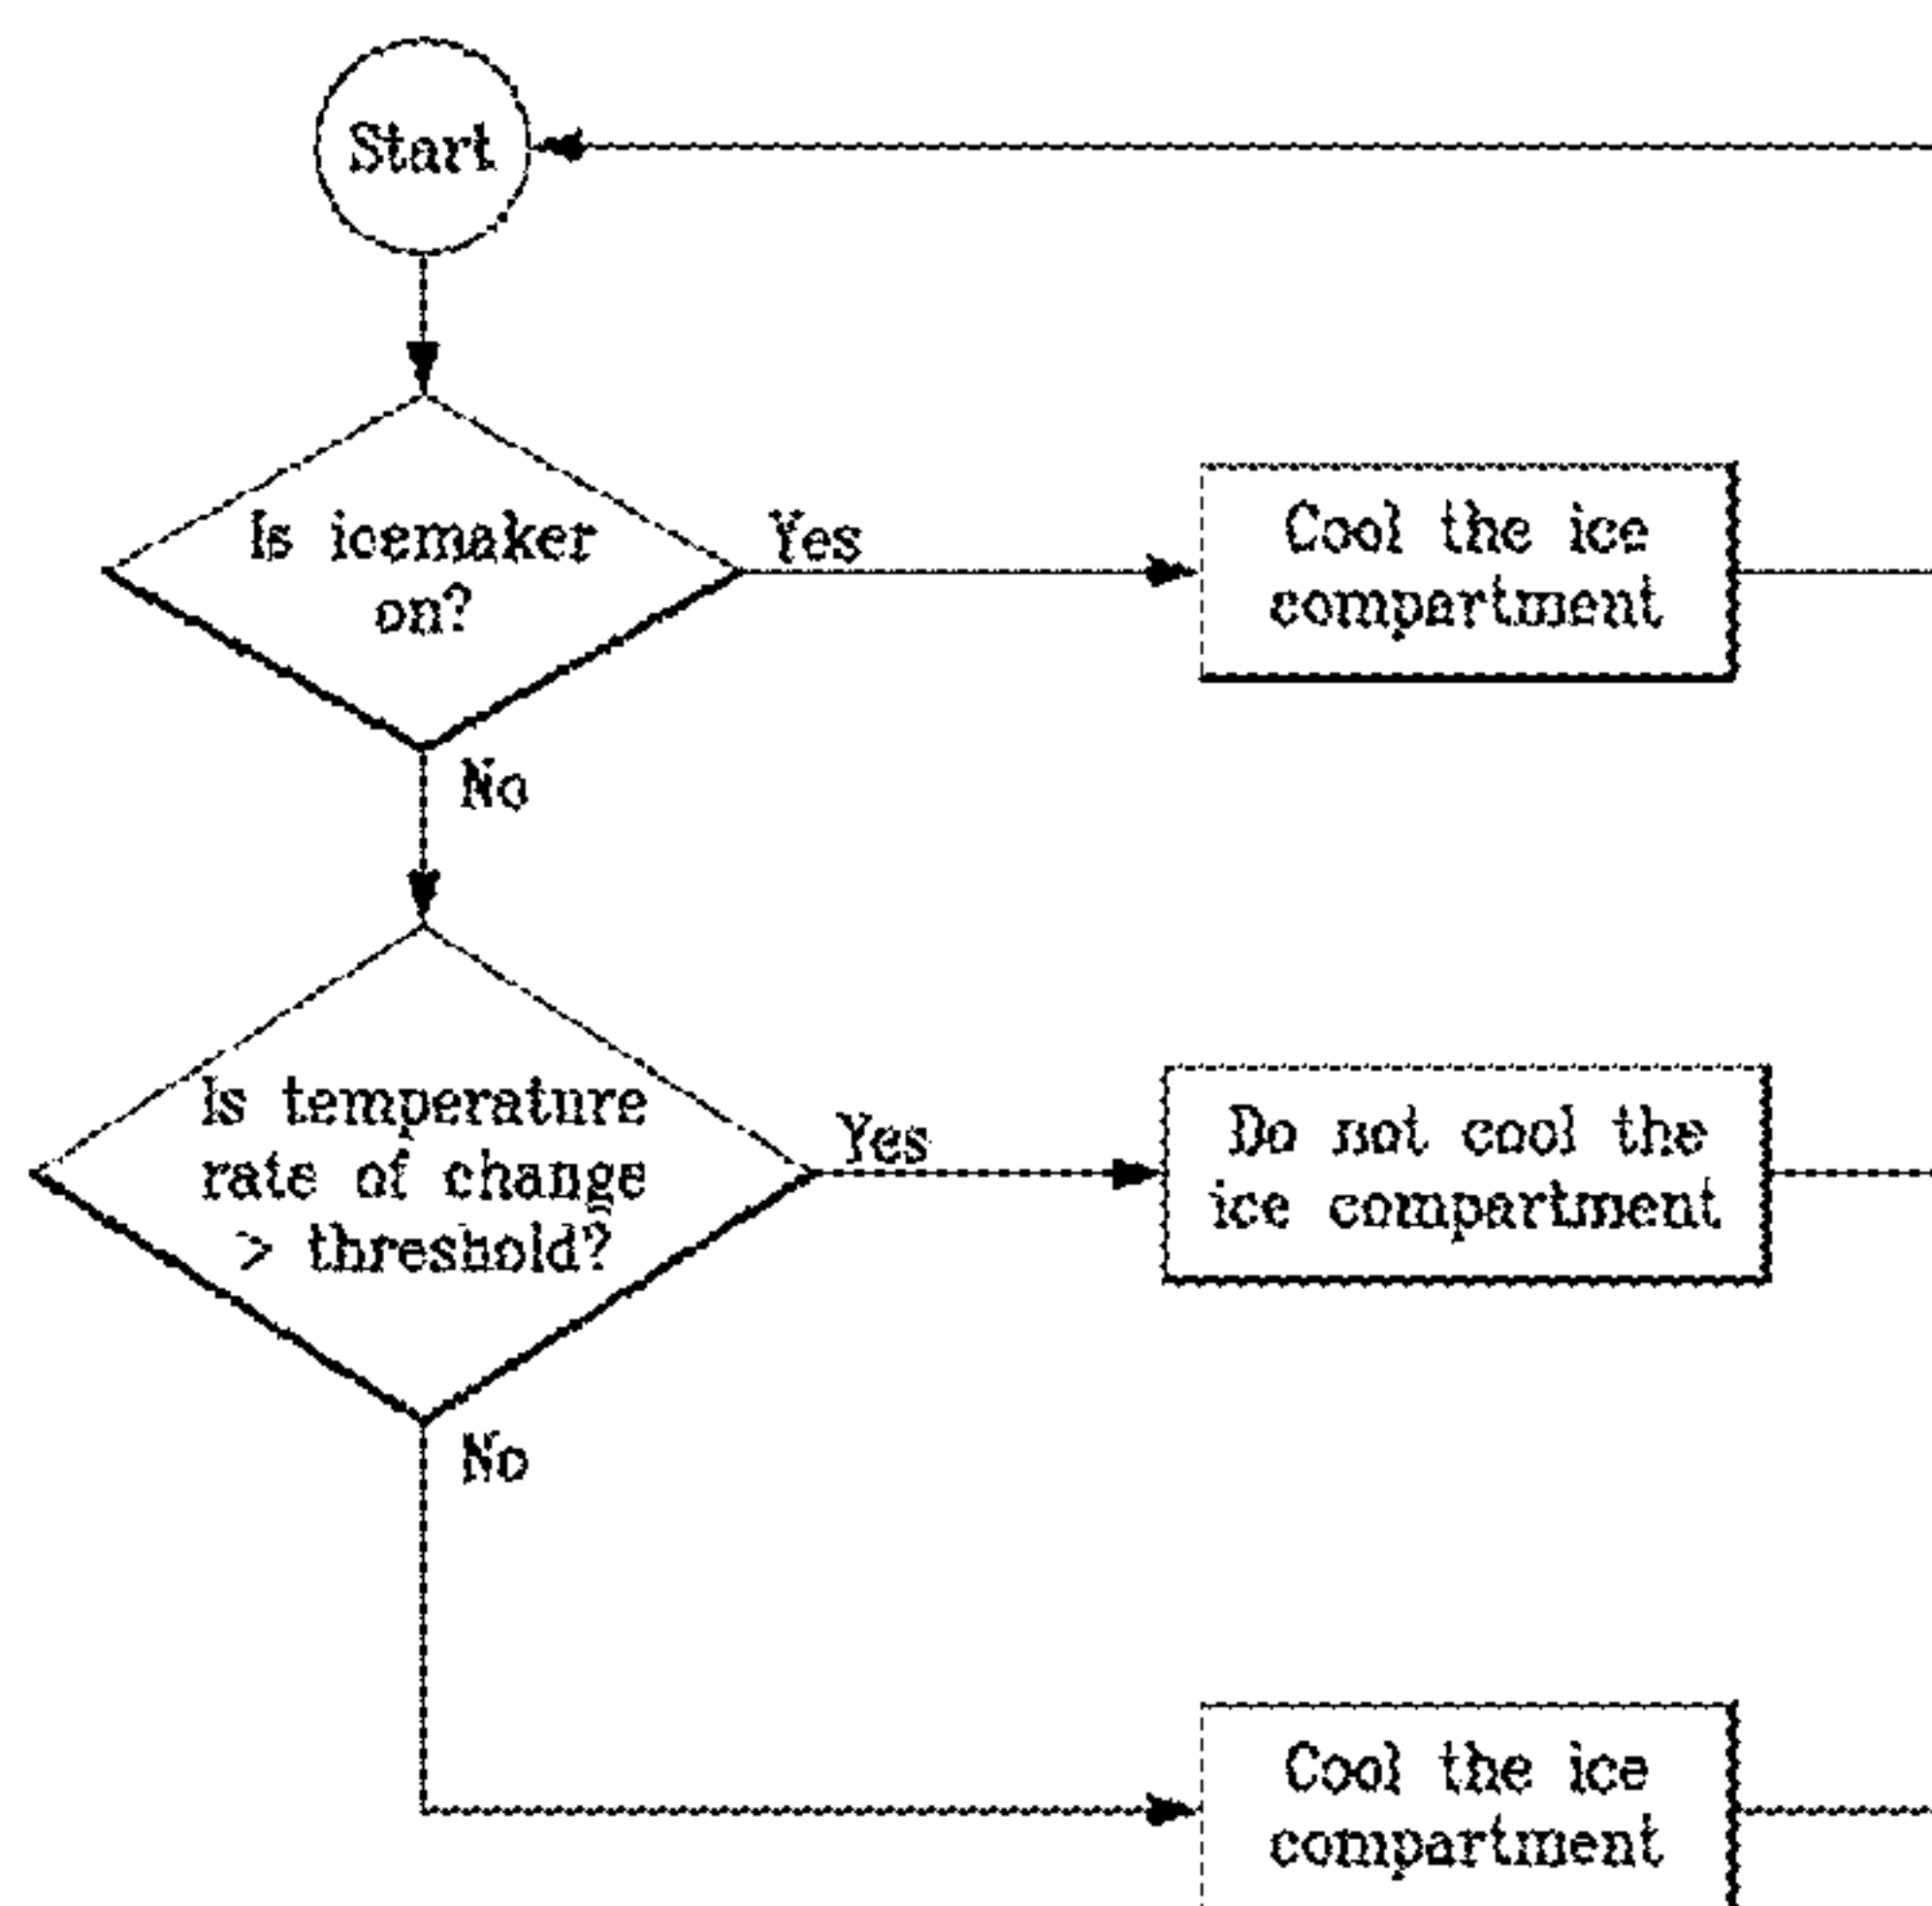 Start
Is icemaker
on?
Yes
Cool the ice
compartment
No
Is temperature
rate of change
> threshold?
Yes
Do not cool the
ice compartment
No
Cool the ice
compartment